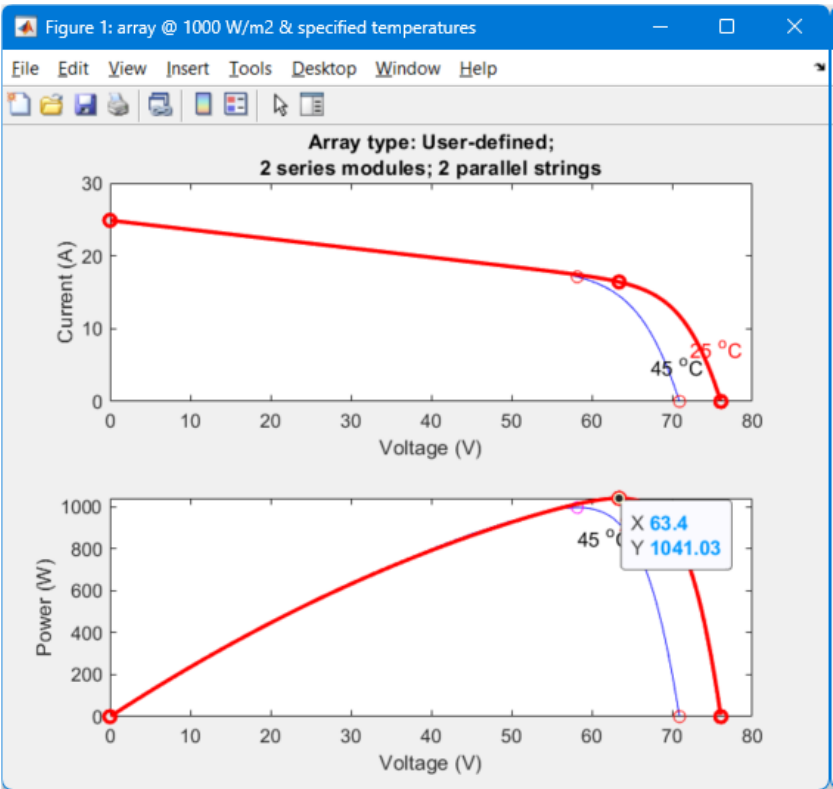 Figure 1: array @ 1000 W/m2 & specified temperatures
File Edit View Insert Tools Desktop Window Help
Array type: User-defined;
2 series modules; 2 parallel strings
30
20
10
0
Current (A)
25 °C
45 °C
0 10 20 30 40 50 60 70 80
Voltage (V)
1000
800
600
400
200
0
Power (W)
45 °C
X 63.4
Y 1041.03
0 10 20 30 40 50 60 70 80
Voltage (V)